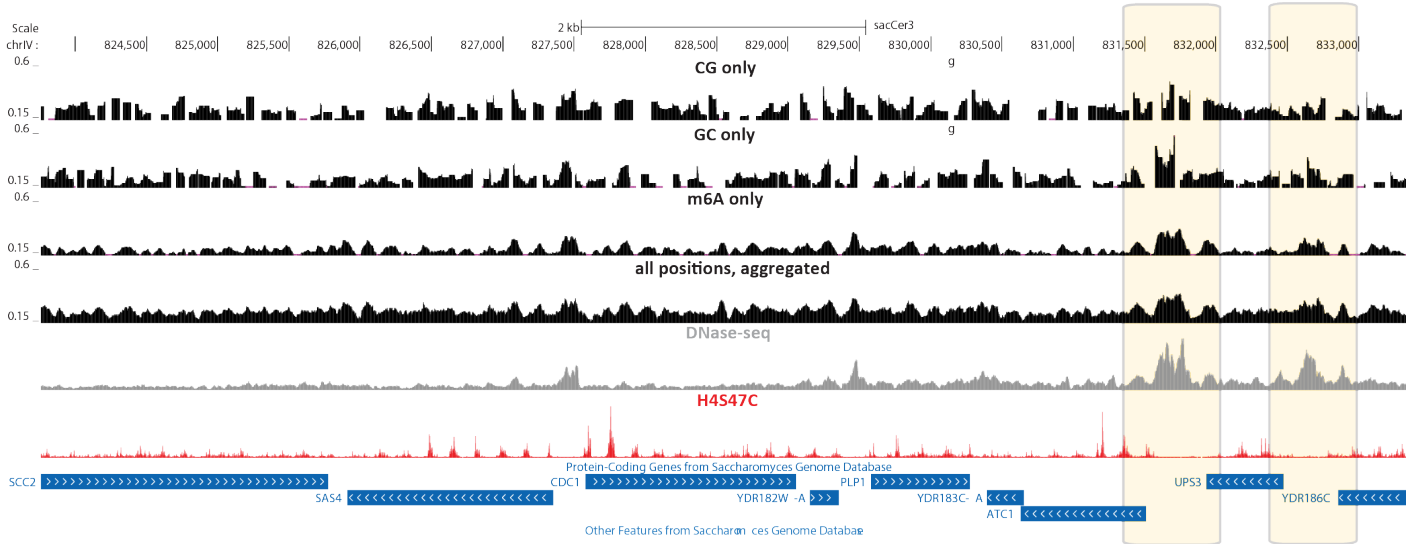 Scale 2 kb sacCer3
chrIV : 824,500 825,000 825,500 826,000 826,500 827,000 827,500 828,000 828,500 829,000 829,500 830,000 830,500 831,000 831,500 832,000 832,500 833,000
0.6 _ g
CG only
0.15 _
0.6 _ g
GC only
0.15 _
0.6 _
m6A only
0.15 _
0.6 _
all positions, aggregated
0.15 _
DNase-seq
H4S47C
Protein-Coding Genes from Saccharomyces Genome Database
SCC2 CDC1 PLP1 UPS3
SAS4 YDR182W -A YDR183C- A YDR186C
ATC1
Other Features from Saccharom ces Genome Database